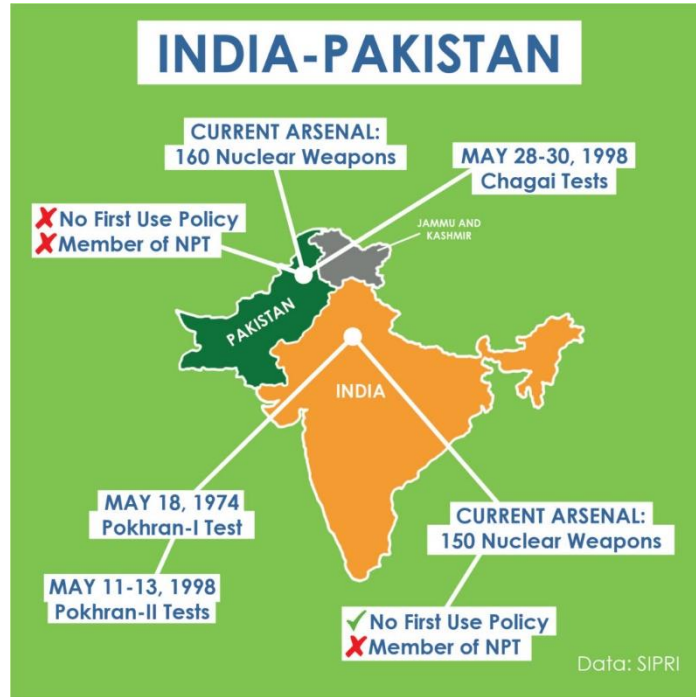 INDIA-PAKISTAN
CURRENT ARSENAL:
160 Nuclear Weapons
MAY 28-30, 1998
Chagai Tests
✘ No First Use Policy
✘ Member of NPT
JAMMU AND
KASHMIR
PAKISTAN
INDIA
MAY 18, 1974
Pokhran-I Test
CURRENT ARSENAL:
150 Nuclear Weapons
MAY 11-13, 1998
Pokhran-II Tests
✓ No First Use Policy
✘ Member of NPT
Data: SIPRI